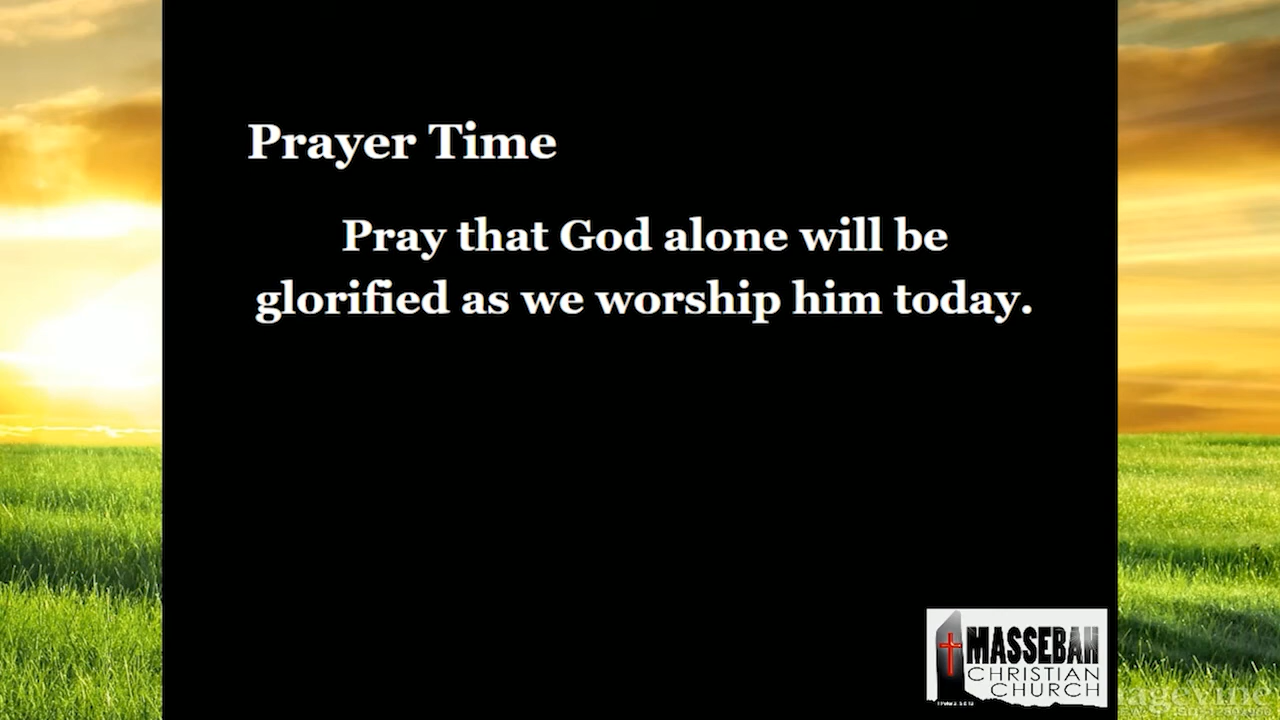 Prayer Time
Pray that God alone will be
glorified as we worship him today.
MASSEBAH
CHRISTIAN
CHURCH